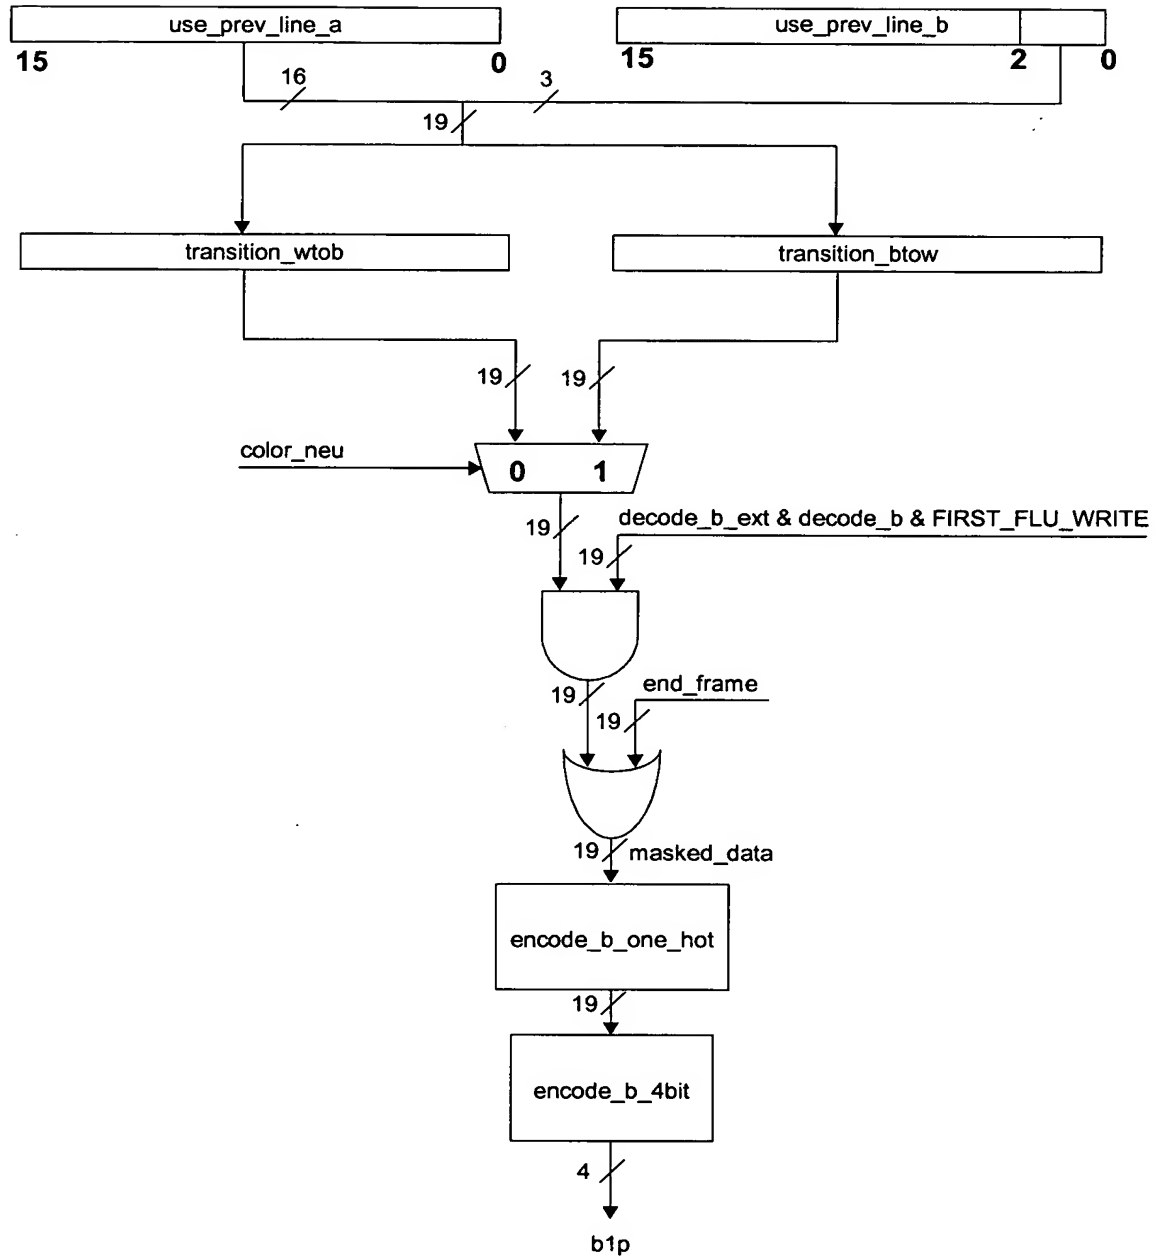 use_prev_line_a use_prev_line_b
15 0 15 2 0
16 3
19
transition_wtob transition_btow
19 19
color_neu
0 1
decode_b_ext & decode_b & FIRST_FLU_WRITE
19 19
end_frame
19 19
19 masked_data
encode_b_one_hot
19
encode_b_4bit
4
b1p